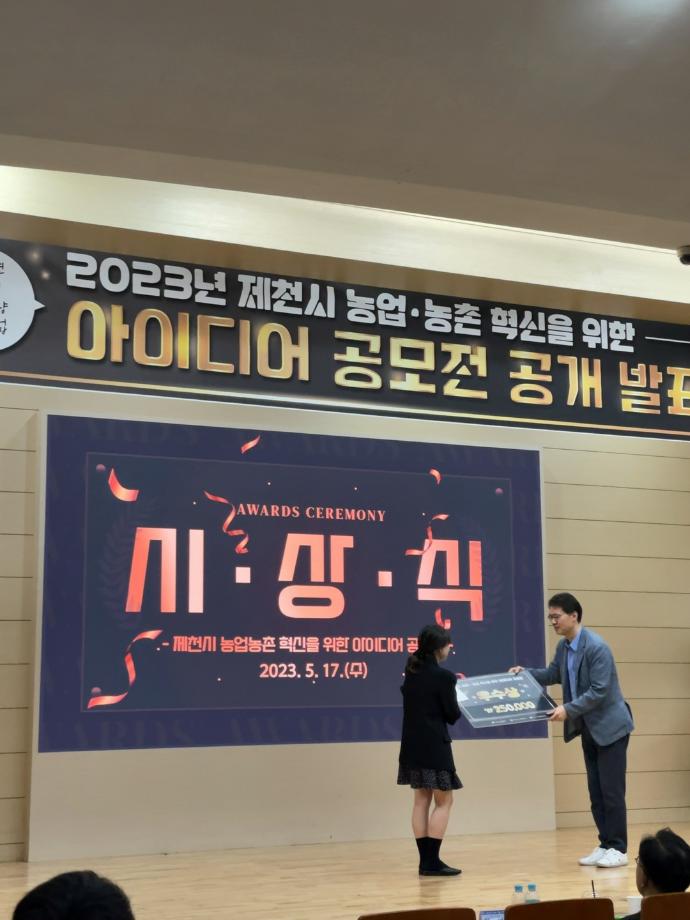 2023년 제천시 농업·농촌 혁신을 위한
아이디어 공모전 공개 발표
AWARDS CEREMONY
시·상·식
- 제천시 농업농촌 혁신을 위한 아이디어 공
2023. 5. 17.(수)
우수상
₩250,000